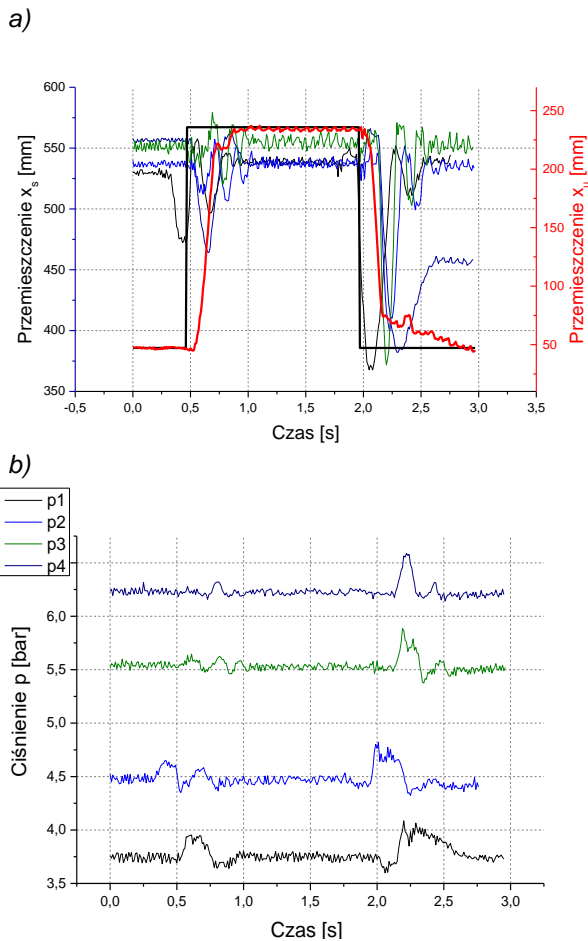 a)
600
550
500
450
400
350
Przemieszczenie x_s [mm]
250
200
150
100
50
Przemieszczenie x_u [mm]
-0,5 0,0 0,5 1,0 1,5 2,0 2,5 3,0 3,5
Czas [s]
b)
p1
p2
p3
p4
6,0
5,5
5,0
4,5
4,0
3,5
Ciśnienie p [bar]
0,0 0,5 1,0 1,5 2,0 2,5 3,0
Czas [s]